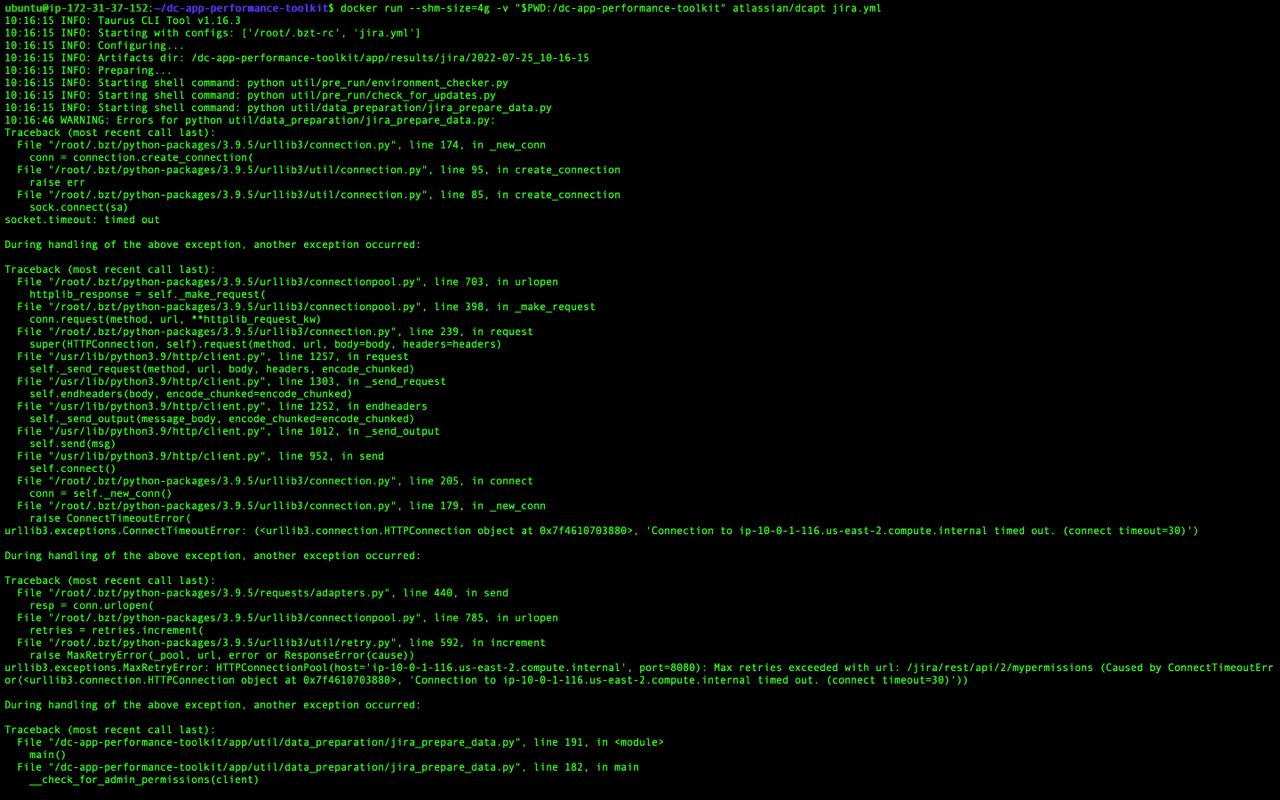 ubuntu@ip-172-31-37-152:~/dc-app-performance-toolkit$ docker run --shm-size=4g -v "$PWD:/dc-app-performance-toolkit" atlassian/dcapt jira.yml
10:16:15 INFO: Taurus CLI Tool v1.16.3
10:16:15 INFO: Starting with configs: ['/root/.bzt-rc', 'jira.yml']
10:16:15 INFO: Configuring...
10:16:15 INFO: Artifacts dir: /dc-app-performance-toolkit/app/results/jira/2022-07-25_10-16-15
10:16:15 INFO: Preparing...
10:16:15 INFO: Starting shell command: python util/pre_run/environment_checker.py
10:16:15 INFO: Starting shell command: python util/pre_run/check_for_updates.py
10:16:15 INFO: Starting shell command: python util/data_preparation/jira_prepare_data.py
10:16:46 WARNING: Errors for python util/data_preparation/jira_prepare_data.py:
Traceback (most recent call last):
  File "/root/.bzt/python-packages/3.9.5/urllib3/connection.py", line 174, in _new_conn
    conn = connection.create_connection(
  File "/root/.bzt/python-packages/3.9.5/urllib3/util/connection.py", line 95, in create_connection
    raise err
  File "/root/.bzt/python-packages/3.9.5/urllib3/util/connection.py", line 85, in create_connection
    sock.connect(sa)
socket.timeout: timed out

During handling of the above exception, another exception occurred:

Traceback (most recent call last):
  File "/root/.bzt/python-packages/3.9.5/urllib3/connectionpool.py", line 703, in urlopen
    httplib_response = self._make_request(
  File "/root/.bzt/python-packages/3.9.5/urllib3/connectionpool.py", line 398, in _make_request
    conn.request(method, url, **httplib_request_kw)
  File "/root/.bzt/python-packages/3.9.5/urllib3/connection.py", line 239, in request
    super(HTTPConnection, self).request(method, url, body=body, headers=headers)
  File "/usr/lib/python3.9/http/client.py", line 1257, in request
    self._send_request(method, url, body, headers, encode_chunked)
  File "/usr/lib/python3.9/http/client.py", line 1303, in _send_request
    self.endheaders(body, encode_chunked=encode_chunked)
  File "/usr/lib/python3.9/http/client.py", line 1252, in endheaders
    self._send_output(message_body, encode_chunked=encode_chunked)
  File "/usr/lib/python3.9/http/client.py", line 1012, in _send_output
    self.send(msg)
  File "/usr/lib/python3.9/http/client.py", line 952, in send
    self.connect()
  File "/root/.bzt/python-packages/3.9.5/urllib3/connection.py", line 205, in connect
    conn = self._new_conn()
  File "/root/.bzt/python-packages/3.9.5/urllib3/connection.py", line 179, in _new_conn
    raise ConnectTimeoutError(
urllib3.exceptions.ConnectTimeoutError: (<urllib3.connection.HTTPConnection object at 0x7f4610703880>, 'Connection to ip-10-0-1-116.us-east-2.compute.internal timed out. (connect timeout=30)')

During handling of the above exception, another exception occurred:

Traceback (most recent call last):
  File "/root/.bzt/python-packages/3.9.5/requests/adapters.py", line 440, in send
    resp = conn.urlopen(
  File "/root/.bzt/python-packages/3.9.5/urllib3/connectionpool.py", line 785, in urlopen
    retries = retries.increment(
  File "/root/.bzt/python-packages/3.9.5/urllib3/util/retry.py", line 592, in increment
    raise MaxRetryError(_pool, url, error or ResponseError(cause))
urllib3.exceptions.MaxRetryError: HTTPConnectionPool(host='ip-10-0-1-116.us-east-2.compute.internal', port=8080): Max retries exceeded with url: /jira/rest/api/2/mypermissions (Caused by ConnectTimeoutErr
or(<urllib3.connection.HTTPConnection object at 0x7f4610703880>, 'Connection to ip-10-0-1-116.us-east-2.compute.internal timed out. (connect timeout=30)'))

During handling of the above exception, another exception occurred:

Traceback (most recent call last):
  File "/dc-app-performance-toolkit/app/util/data_preparation/jira_prepare_data.py", line 191, in <module>
    main()
  File "/dc-app-performance-toolkit/app/util/data_preparation/jira_prepare_data.py", line 182, in main
    __check_for_admin_permissions(client)